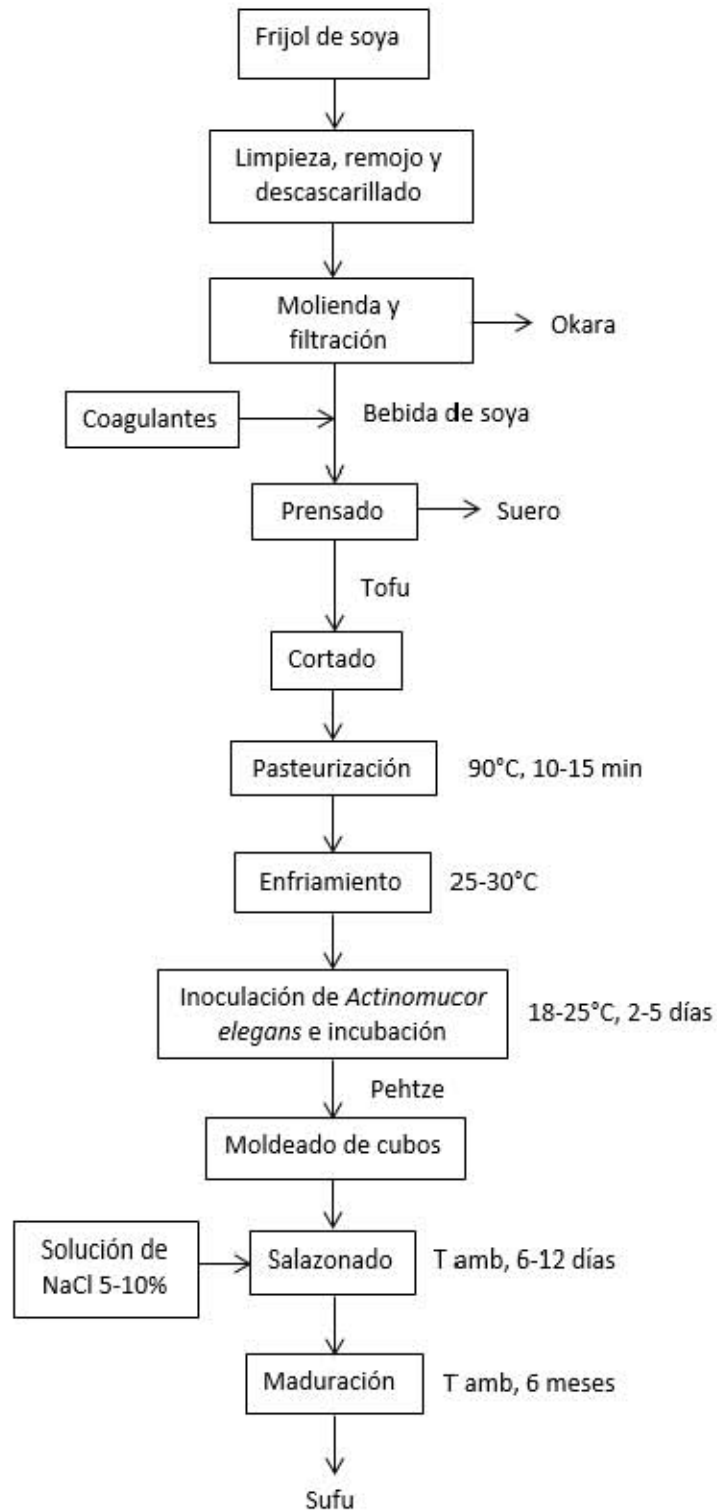 Frijol de soya
Limpieza, remojo y
descascarillado
Molienda y
filtración
Okara
Coagulantes
Bebida de soya
Prensado
Suero
Tofu
Cortado
Pasteurización
90°C, 10-15 min
Enfriamiento
25-30°C
Inoculación de Actinomucor
elegans e incubación
18-25°C, 2-5 días
Pehtze
Moldeado de cubos
Solución de
NaCl 5-10%
Salazonado
T amb, 6-12 días
Maduración
T amb, 6 meses
Sufu